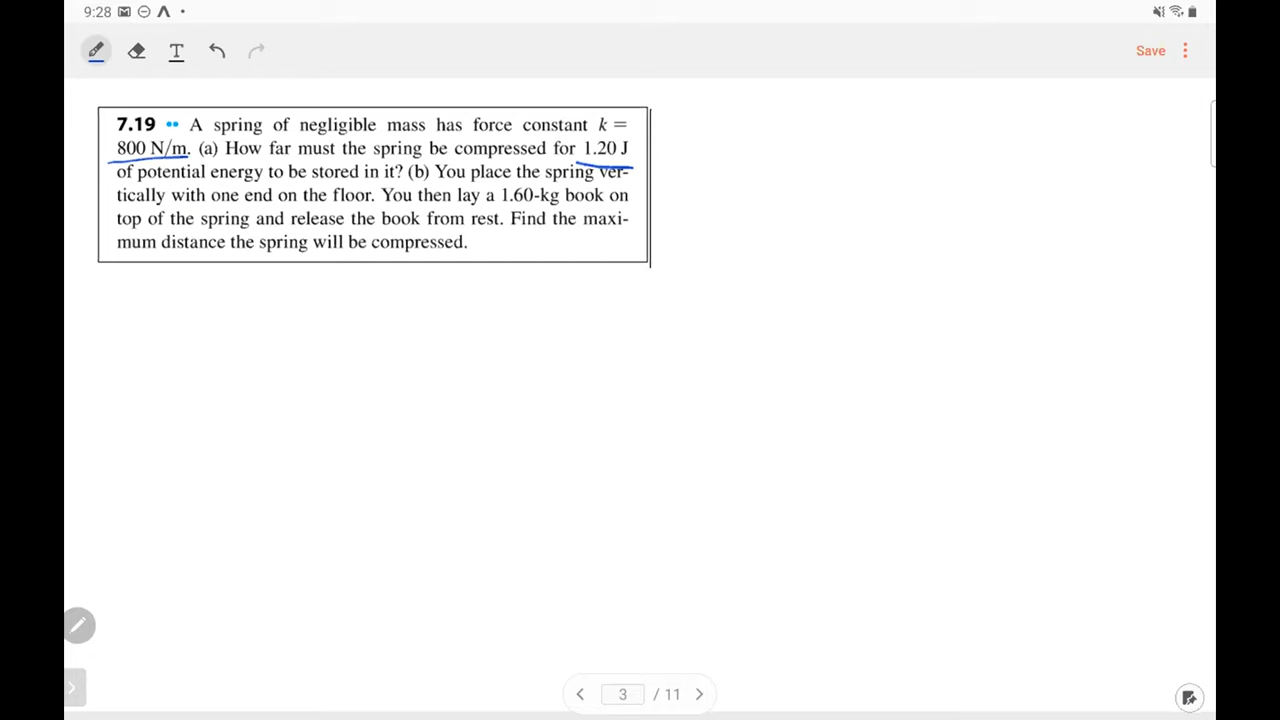 9:28
Save
7.19 •• A spring of negligible mass has force constant k =
800 N/m. (a) How far must the spring be compressed for 1.20 J
of potential energy to be stored in it? (b) You place the spring ver-
tically with one end on the floor. You then lay a 1.60-kg book on
top of the spring and release the book from rest. Find the maxi-
mum distance the spring will be compressed.
3 / 11